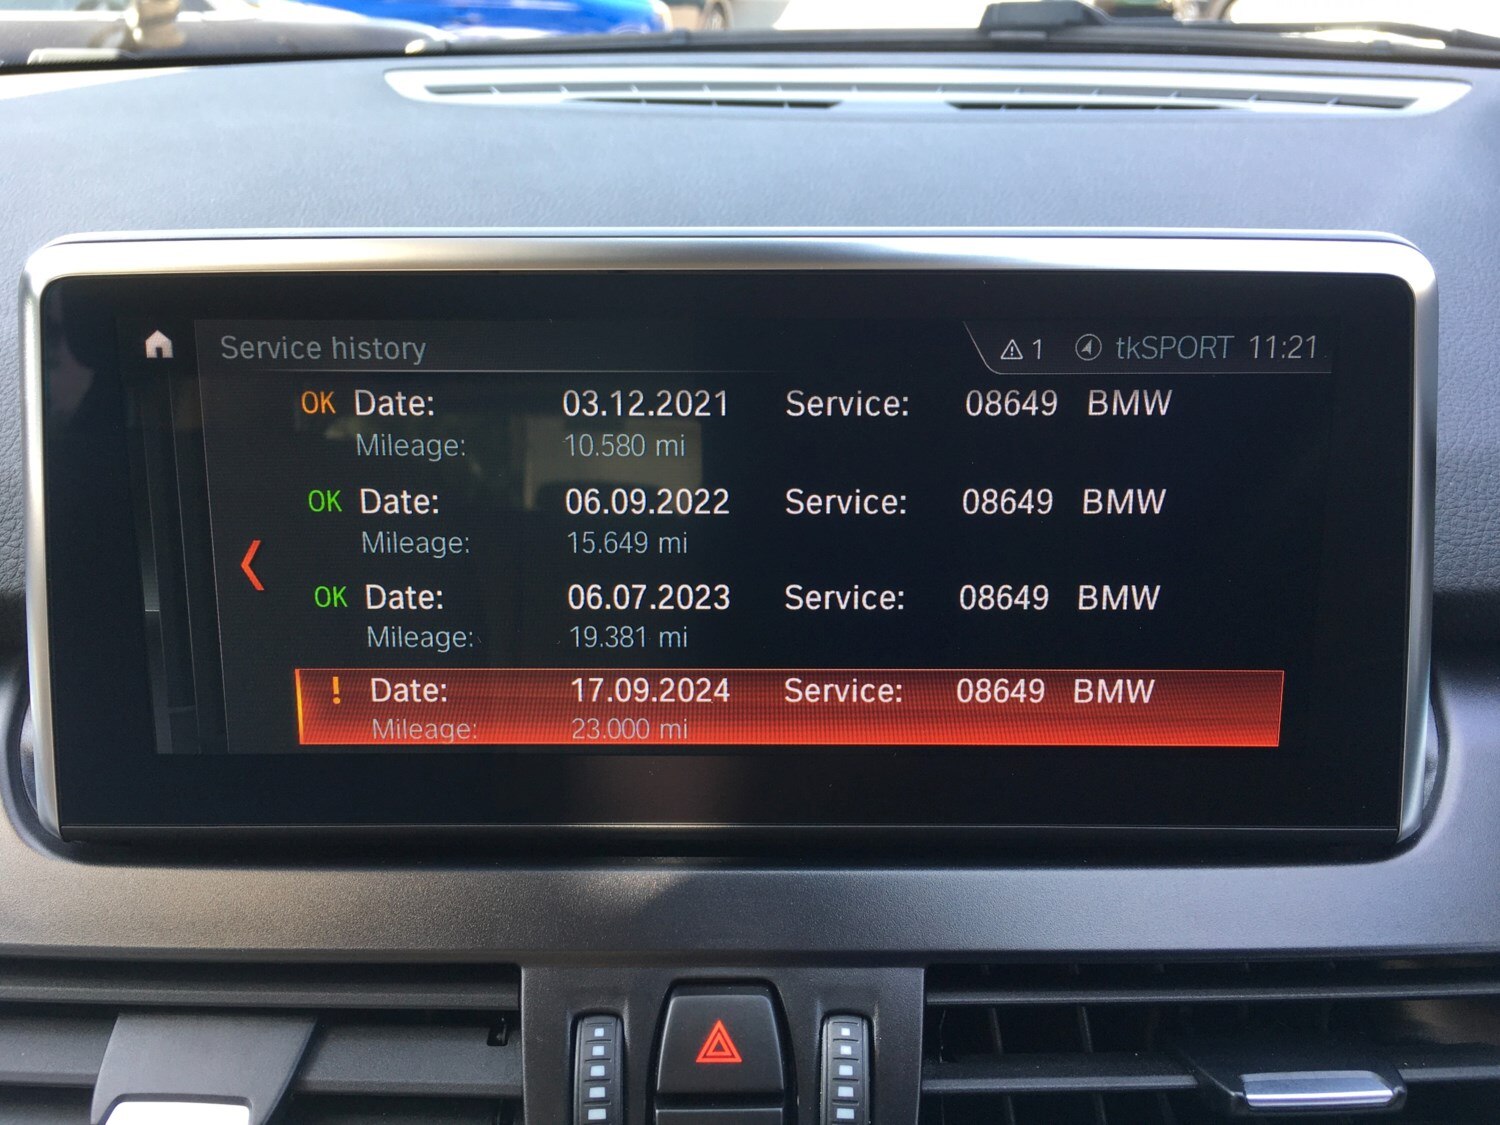 Service history 1 tkSPORT 11:21
OK Date: 03.12.2021 Service: 08649 BMW
Mileage: 10.580 mi
OK Date: 06.09.2022 Service: 08649 BMW
Mileage: 15.649 mi
OK Date: 06.07.2023 Service: 08649 BMW
Mileage: 19.381 mi
! Date: 17.09.2024 Service: 08649 BMW
Mileage: 23.000 mi